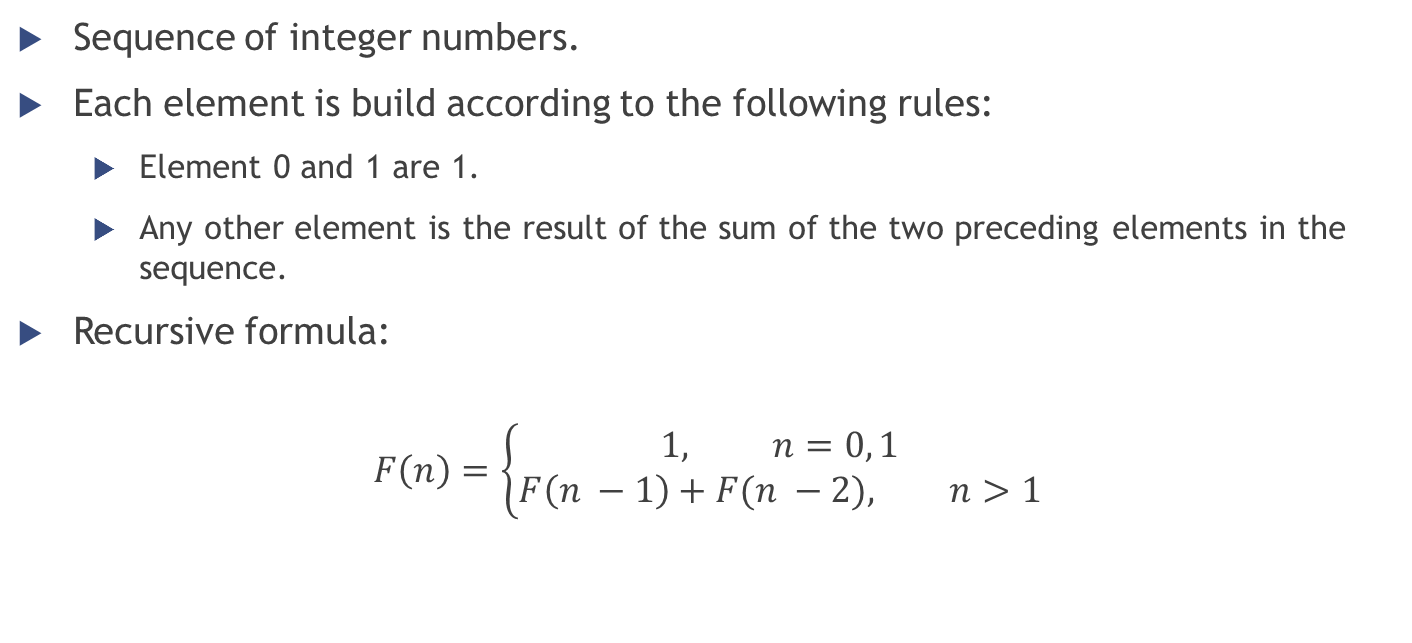 Sequence of integer numbers.
Each element is build according to the following rules:
Element 0 and 1 are 1.
Any other element is the result of the sum of the two preceding elements in the
sequence.
Recursive formula:
F(n) = {
1, n = 0, 1
F(n − 1) + F(n − 2), n > 1